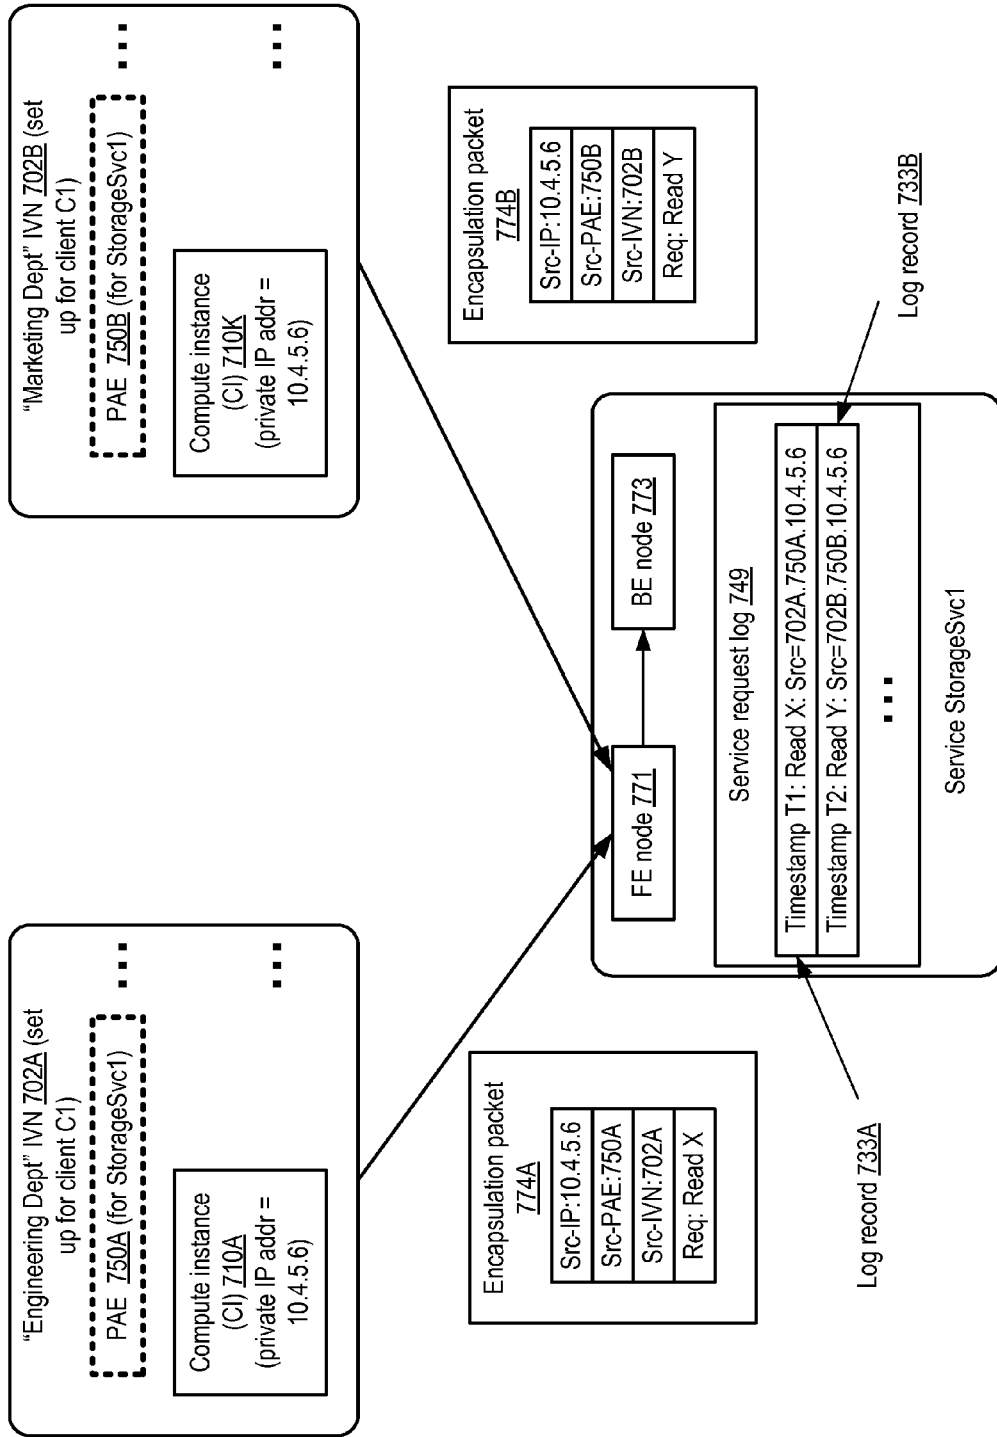 “Engineering Dept” IVN 702A (set
up for client C1)
PAE 750A (for StorageSvc1)
Compute instance
(CI) 710A
(private IP addr =
10.4.5.6)
“Marketing Dept” IVN 702B (set
up for client C1)
PAE 750B (for StorageSvc1)
Compute instance
(CI) 710K
(private IP addr =
10.4.5.6)
Encapsulation packet
774A
Src-IP:10.4.5.6
Src-PAE:750A
Src-IVN:702A
Req: Read X
Encapsulation packet
774B
Src-IP:10.4.5.6
Src-PAE:750B
Src-IVN:702B
Req: Read Y
FE node 771
BE node 773
Service request log 749
Timestamp T1: Read X: Src=702A.750A.10.4.5.6
Timestamp T2: Read Y: Src=702B.750B.10.4.5.6
Service StorageSvc1
Log record 733A
Log record 733B